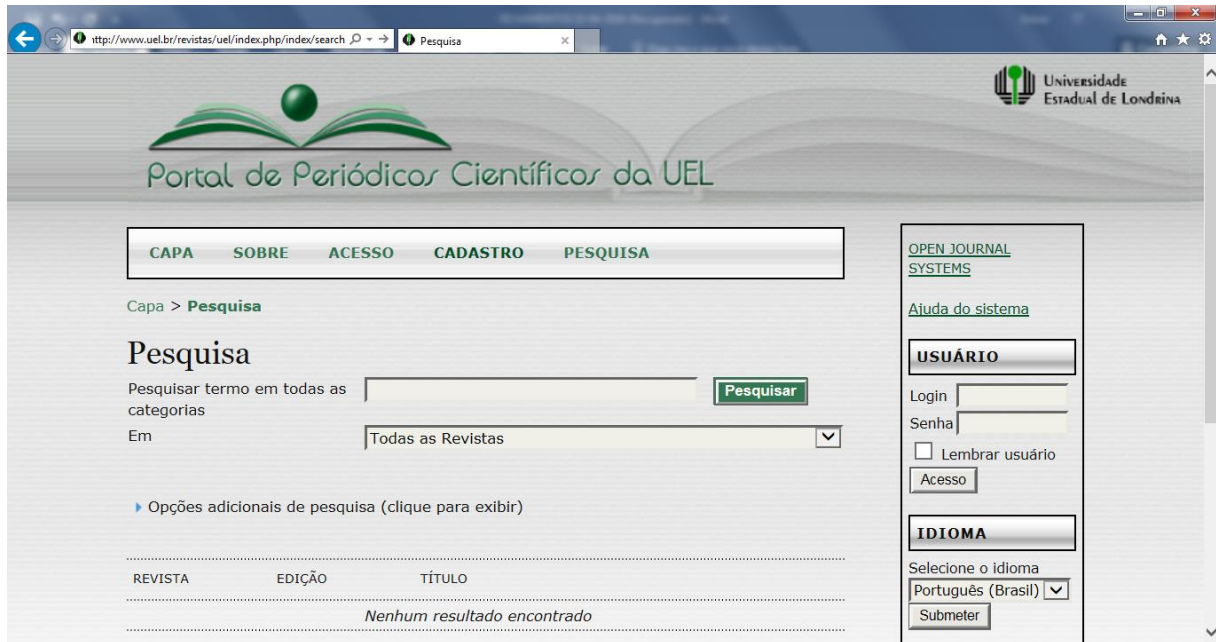 http://www.uel.br/revistas/uel/index.php/index/search
Pesquisa
Universidade
Estadual de Londrina
Portal de Periódicos Científicos da UEL
CAPA SOBRE ACESSO CADASTRO PESQUISA
Capa > Pesquisa
Pesquisa
Pesquisar termo em todas as
categorias
Pesquisar
Em
Todas as Revistas
Opções adicionais de pesquisa (clique para exibir)
REVISTA EDIÇÃO TÍTULO
Nenhum resultado encontrado
OPEN JOURNAL
SYSTEMS
Ajuda do sistema
USUÁRIO
Login
Senha
Lembrar usuário
Acesso
IDIOMA
Selecione o idioma
Português (Brasil)
Submeter